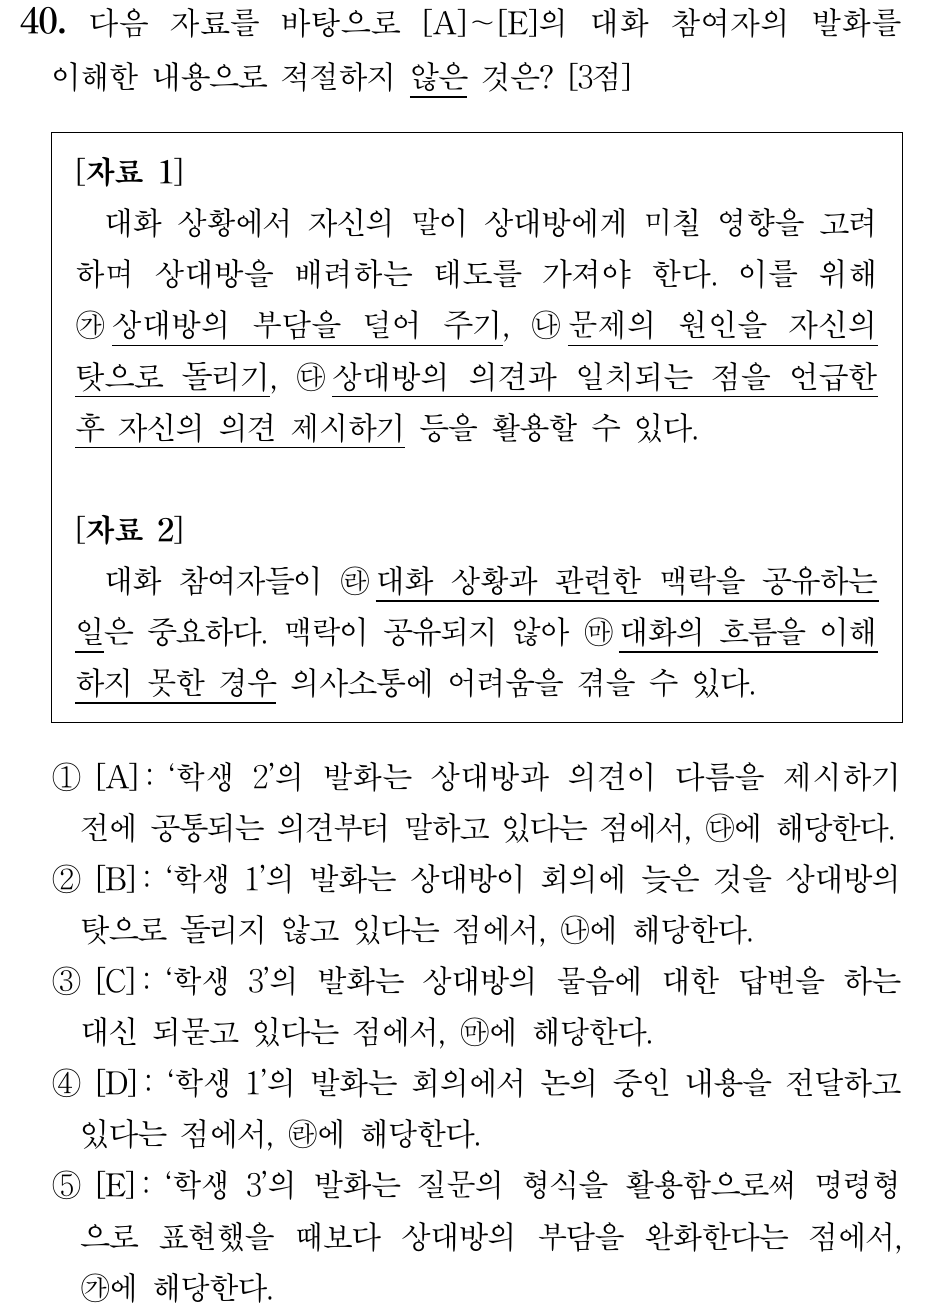 40. 다음 자료를 바탕으로 [A]~[E]의 대화 참여자의 발화를
이해한 내용으로 적절하지 않은 것은? [3점]
[자료 1]
대화 상황에서 자신의 말이 상대방에게 미칠 영향을 고려
하며 상대방을 배려하는 태도를 가져야 한다. 이를 위해
㉮상대방의 부담을 덜어 주기, ㉯문제의 원인을 자신의
탓으로 돌리기, ㉰상대방의 의견과 일치되는 점을 언급한
후 자신의 의견 제시하기 등을 활용할 수 있다.
[자료 2]
대화 참여자들이 ㉱대화 상황과 관련한 맥락을 공유하는
일은 중요하다. 맥락이 공유되지 않아 ㉲대화의 흐름을 이해
하지 못한 경우 의사소통에 어려움을 겪을 수 있다.
① [A]: ‘학생 2’의 발화는 상대방과 의견이 다름을 제시하기
전에 공통되는 의견부터 말하고 있다는 점에서, ㉰에 해당한다.
② [B]: ‘학생 1’의 발화는 상대방이 회의에 늦은 것을 상대방의
탓으로 돌리지 않고 있다는 점에서, ㉯에 해당한다.
③ [C]: ‘학생 3’의 발화는 상대방의 물음에 대한 답변을 하는
대신 되묻고 있다는 점에서, ㉲에 해당한다.
④ [D]: ‘학생 1’의 발화는 회의에서 논의 중인 내용을 전달하고
있다는 점에서, ㉱에 해당한다.
⑤ [E]: ‘학생 3’의 발화는 질문의 형식을 활용함으로써 명령형
으로 표현했을 때보다 상대방의 부담을 완화한다는 점에서,
㉮에 해당한다.